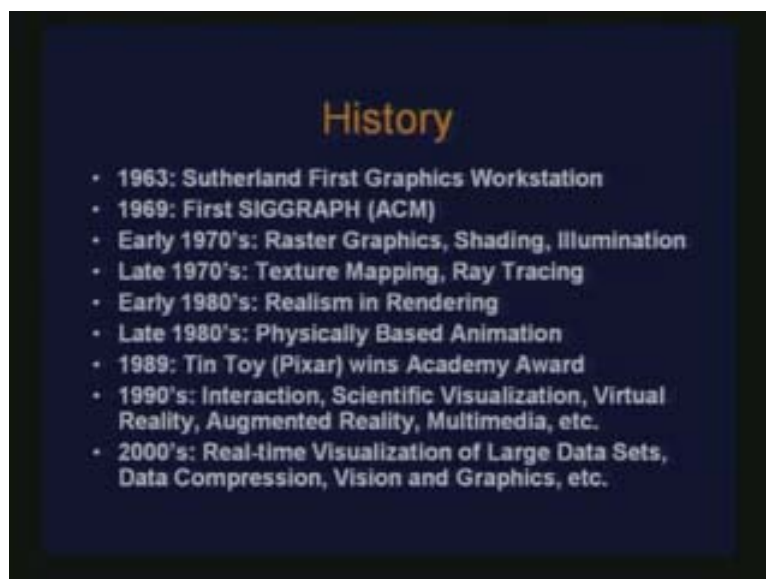 History
• 1963: Sutherland First Graphics Workstation
• 1969: First SIGGRAPH (ACM)
• Early 1970's: Raster Graphics, Shading, Illumination
• Late 1970's: Texture Mapping, Ray Tracing
• Early 1980's: Realism in Rendering
• Late 1980's: Physically Based Animation
• 1989: Tin Toy (Pixar) wins Academy Award
• 1990's: Interaction, Scientific Visualization, Virtual
Reality, Augmented Reality, Multimedia, etc.
• 2000's: Real-time Visualization of Large Data Sets,
Data Compression, Vision and Graphics, etc.